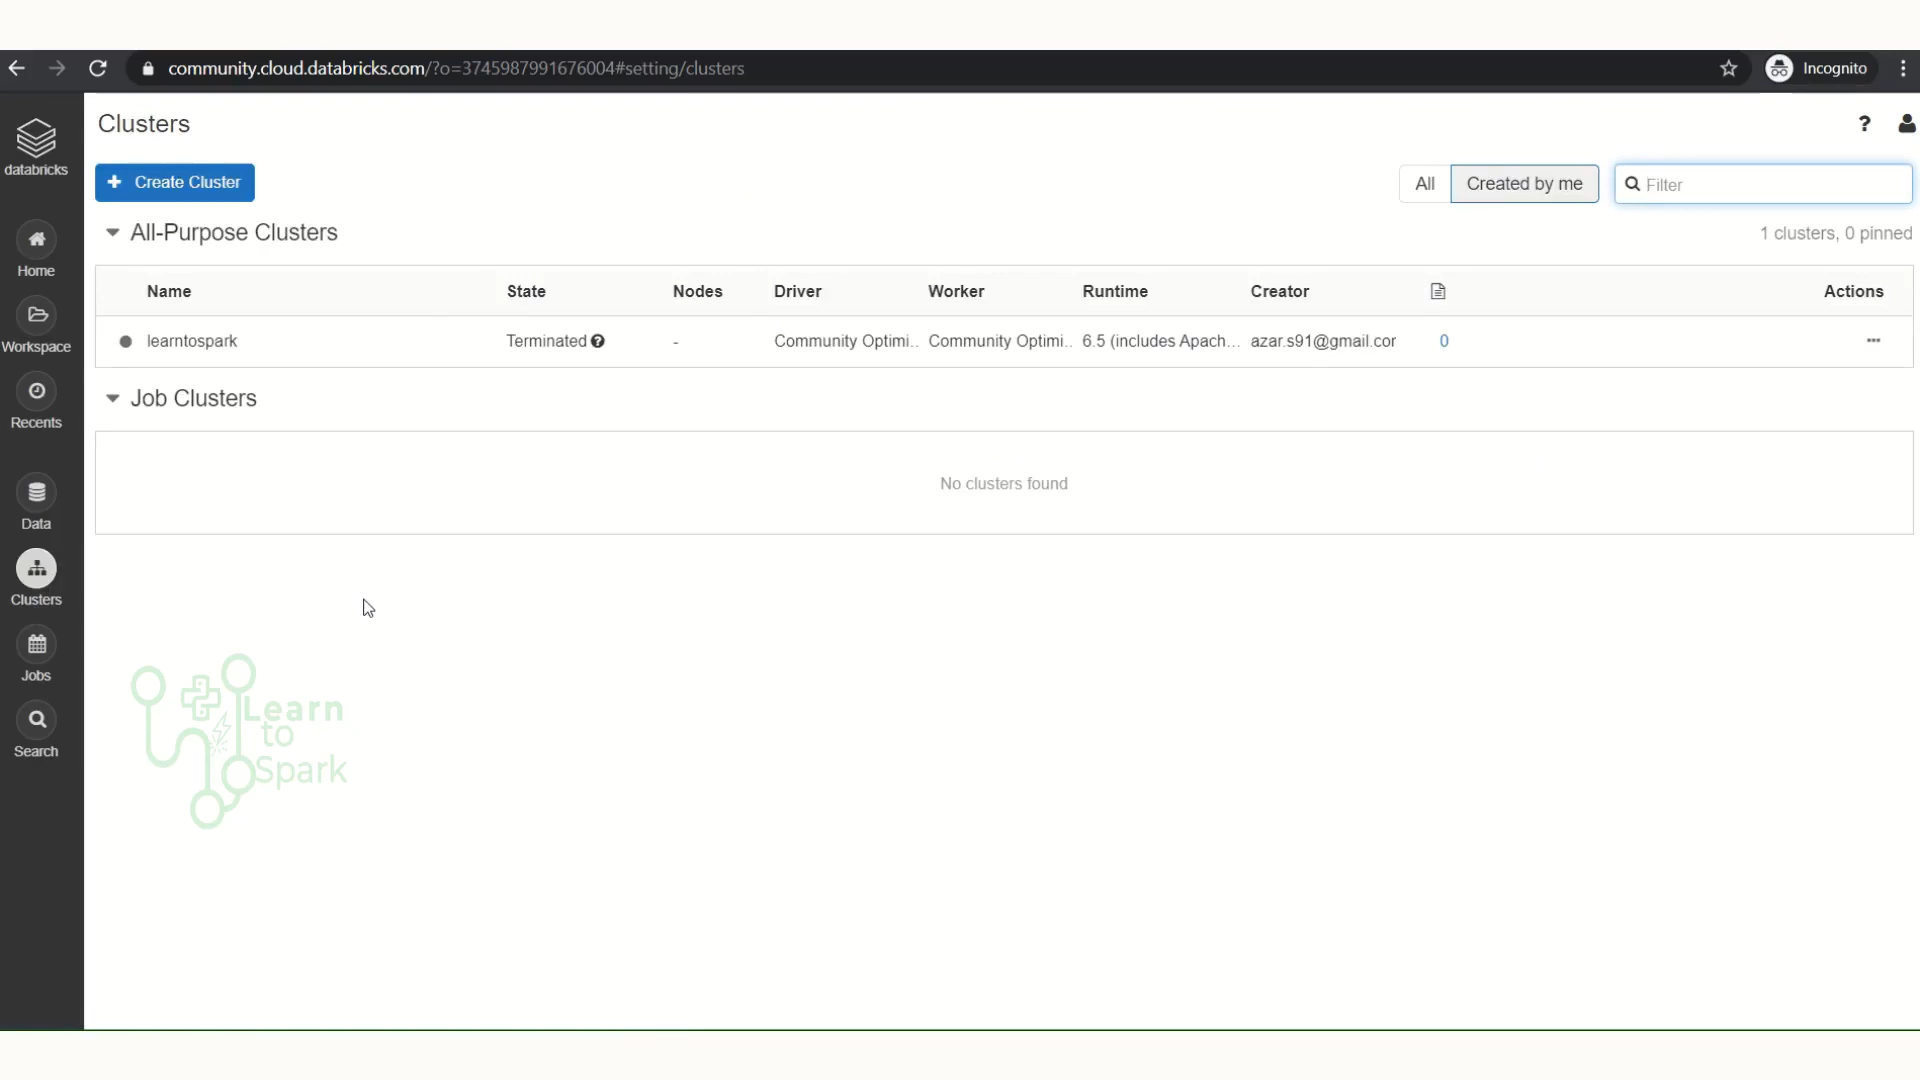 community.cloud.databricks.com/?o=3745987991676004#setting/clusters
Incognito
databricks
Clusters
?
+ Create Cluster
All
Created by me
Filter
All-Purpose Clusters
1 clusters, 0 pinned
Name State Nodes Driver Worker Runtime Creator Actions
learntospark Terminated ? - Community Optimi... Community Optimi... 6.5 (includes Apach... azar.s91@gmail.cor 0 ...
Job Clusters
No clusters found
Home
Workspace
Recents
Data
Clusters
Jobs
Search
Learn
to
Spark